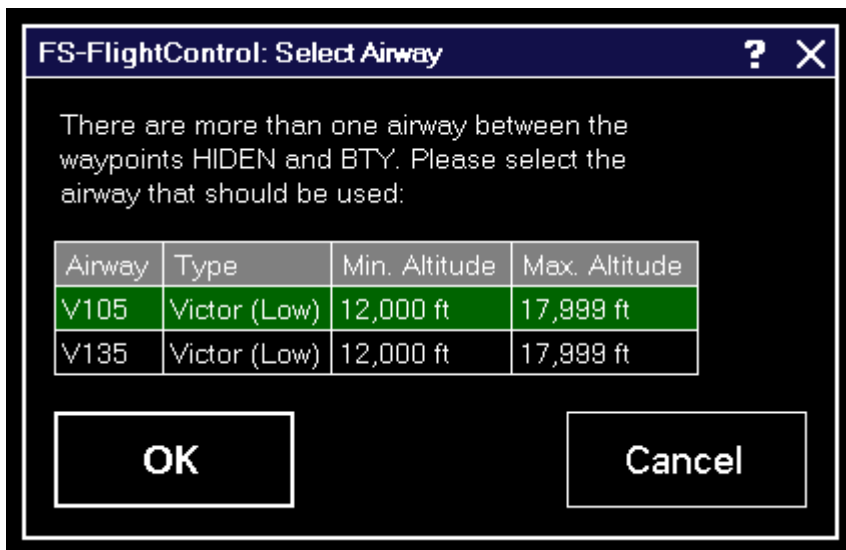 FS-FlightControl: Select Airway ? X
There are more than one airway between the
waypoints HIDEN and BTY. Please select the
airway that should be used:
Airway Type Min. Altitude Max. Altitude
V105 Victor (Low) 12,000 ft 17,999 ft
V135 Victor (Low) 12,000 ft 17,999 ft
OK Cancel